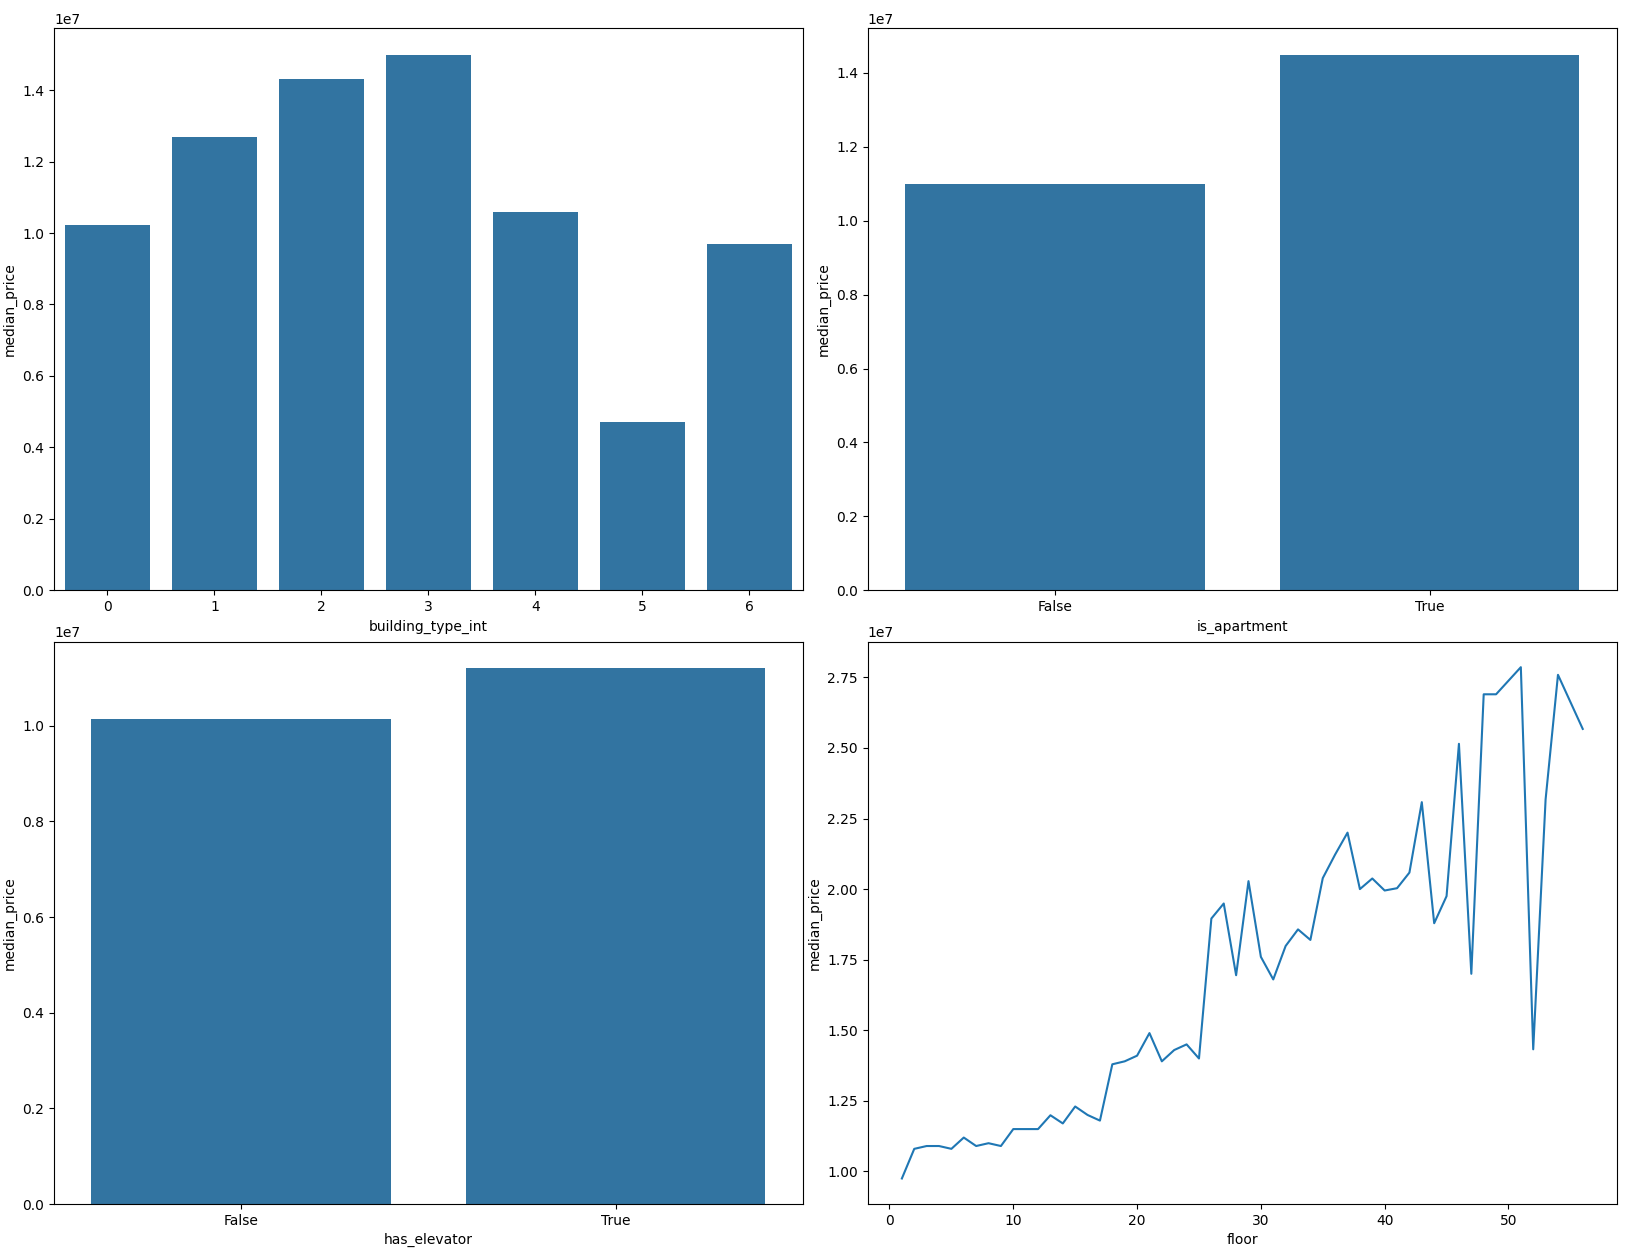 1e7
1.4
1.2
1.0
0.8
0.6
0.4
0.2
0.0
median_price
0 1 2 3 4 5 6
building_type_int
1e7
1.4
1.2
1.0
0.8
0.6
0.4
0.2
0.0
median_price
False True
is_apartment
1e7
1.0
0.8
0.6
0.4
0.2
0.0
median_price
False True
has_elevator
1e7
2.75
2.50
2.25
2.00
1.75
1.50
1.25
1.00
median_price
0 10 20 30 40 50
floor